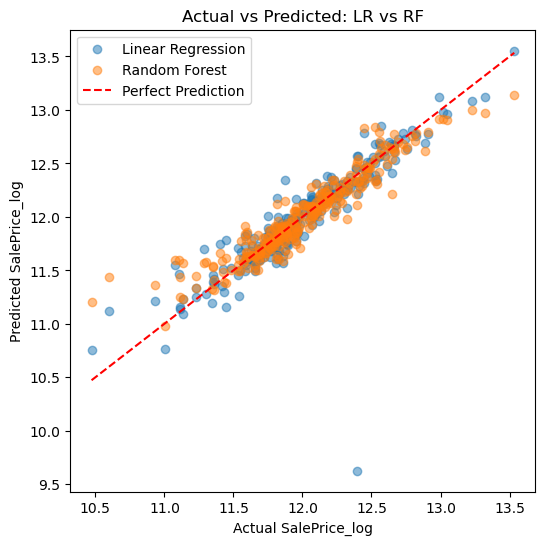 Actual vs Predicted: LR vs RF
Linear Regression
Random Forest
Perfect Prediction
Predicted SalePrice_log
13.5
13.0
12.5
12.0
11.5
11.0
10.5
10.0
9.5
10.5 11.0 11.5 12.0 12.5 13.0 13.5
Actual SalePrice_log